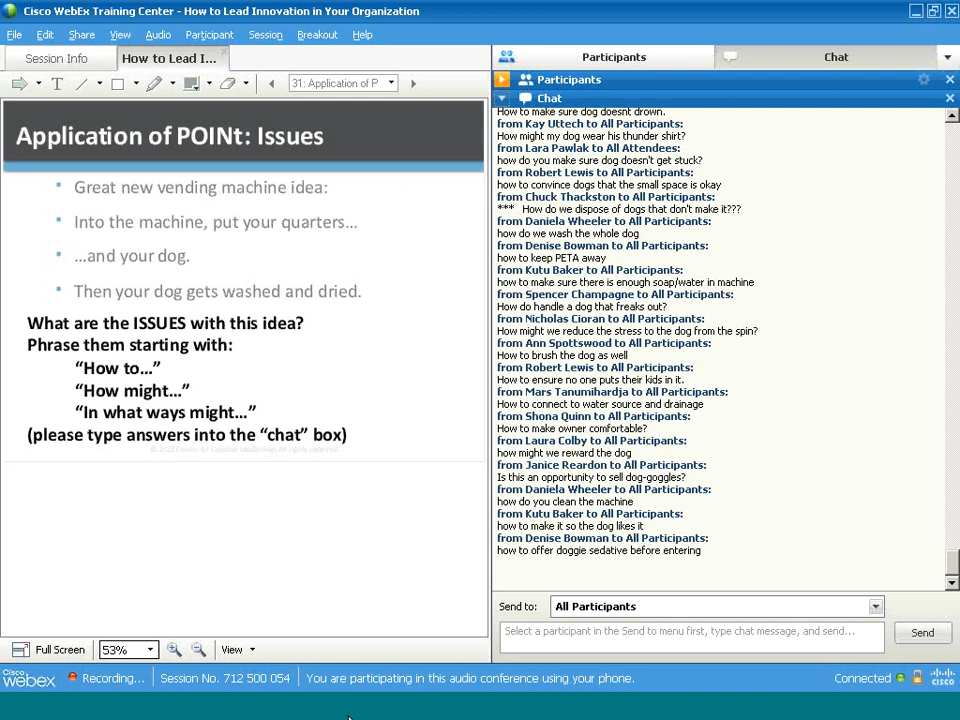 Cisco WebEx Training Center - How to Lead Innovation in Your Organization
File Edit Share View Audio Participant Session Breakout Help
Session Info
How to Lead I...
31: Application of P
Application of POINt: Issues
Great new vending machine idea:
Into the machine, put your quarters…
…and your dog.
Then your dog gets washed and dried.
What are the ISSUES with this idea?
Phrase them starting with:
“How to…”
“How might…”
“In what ways might…”
(please type answers into the “chat” box)
Full Screen
53%
View
Participants
Chat
Participants
Chat
How to make sure dog doesnt drown.
from Kay Uttech to All Participants:
How might my dog wear his thunder shirt?
from Lara Pawlak to All Attendees:
how do you make sure dog doesn't get stuck?
from Robert Lewis to All Participants:
how to convince dogs that the small space is okay
from Chuck Thackston to All Participants:
*** How do we dispose of dogs that don't make it???
from Daniela Wheeler to All Participants:
how do we wash the whole dog
from Denise Bowman to All Participants:
how to keep PETA away
from Kutu Baker to All Participants:
how to make sure there is enough soap/water in machine
from Spencer Champagne to All Participants:
How do handle a dog that freaks out?
from Nicholas Cioran to All Participants:
How might we reduce the stress to the dog from the spin?
from Ann Spottswood to All Participants:
How to brush the dog as well
from Robert Lewis to All Participants:
How to ensure no one puts their kids in it.
from Mars Tanumihardja to All Participants:
How to connect to water source and drainage
from Shona Quinn to All Participants:
How to make owner comfortable?
from Laura Colby to All Participants:
how might we reward the dog
from Janice Reardon to All Participants:
Is this an opportunity to sell dog-goggles?
from Daniela Wheeler to All Participants:
how do you clean the machine
from Kutu Baker to All Participants:
how to make it so the dog likes it
from Denise Bowman to All Participants:
how to offer doggie sedative before entering
Send to: All Participants
Select a participant in the Send to menu first, type chat message, and send...
Send
Cisco webex
Recording...
Session No. 712 500 054
You are participating in this audio conference using your phone.
Connected
cisco